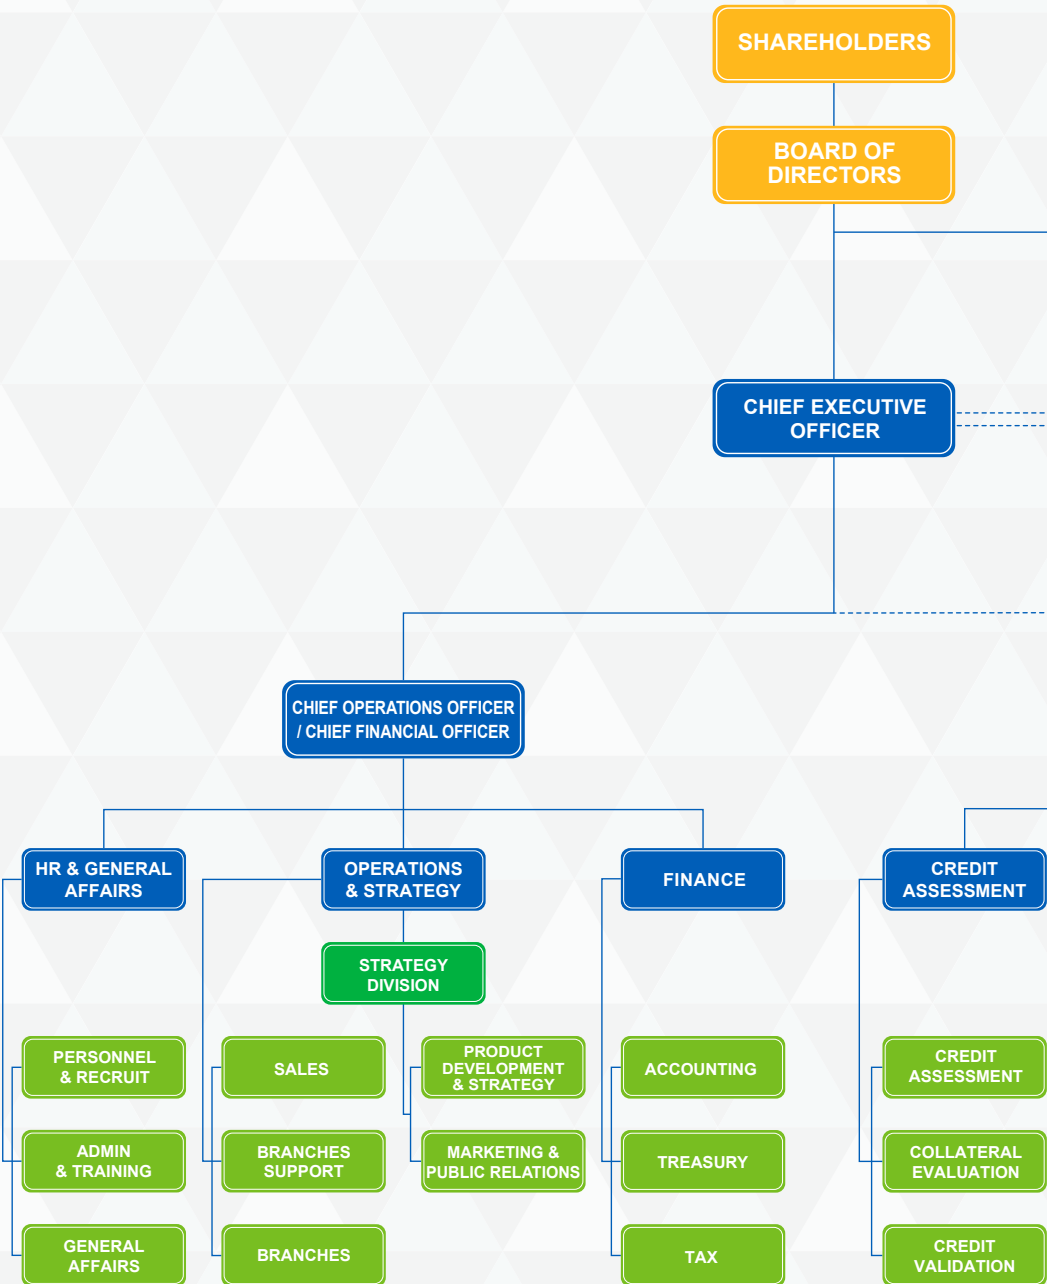 SHAREHOLDERS
BOARD OF
DIRECTORS
CHIEF EXECUTIVE
OFFICER
CHIEF OPERATIONS OFFICER
/ CHIEF FINANCIAL OFFICER
HR & GENERAL
AFFAIRS
OPERATIONS
& STRATEGY
FINANCE
CREDIT
ASSESSMENT
STRATEGY
DIVISION
PERSONNEL
& RECRUIT
SALES
PRODUCT
DEVELOPMENT
& STRATEGY
ACCOUNTING
CREDIT
ASSESSMENT
ADMIN
& TRAINING
BRANCHES
SUPPORT
MARKETING &
PUBLIC RELATIONS
TREASURY
COLLATERAL
EVALUATION
GENERAL
AFFAIRS
BRANCHES
TAX
CREDIT
VALIDATION